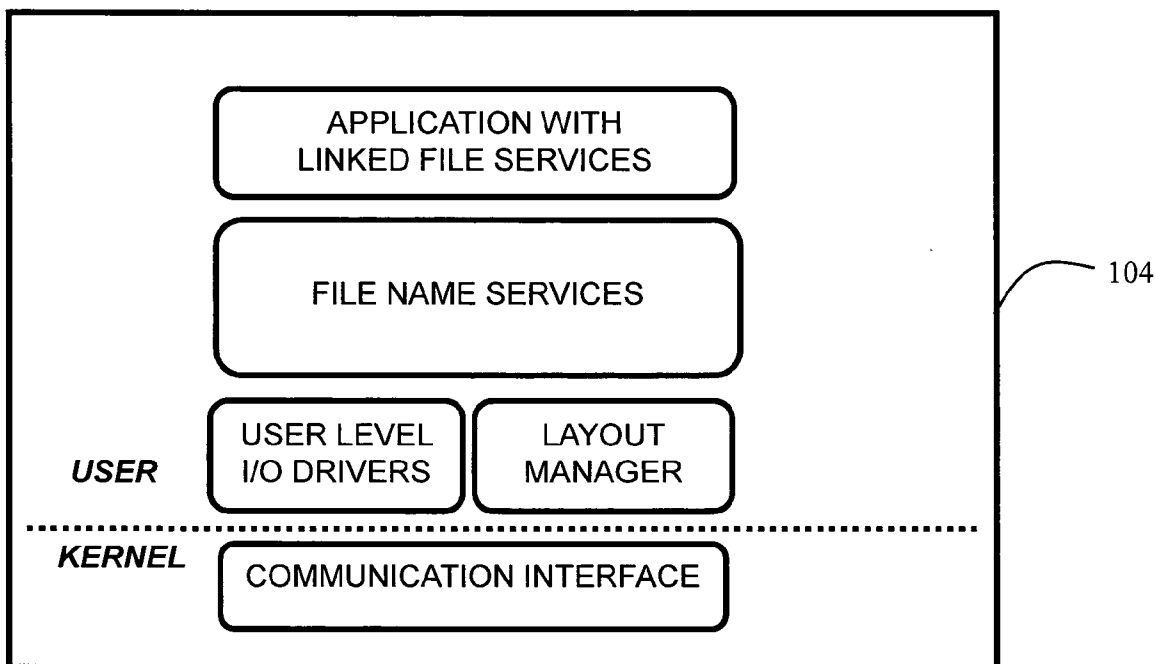 APPLICATION WITH
LINKED FILE SERVICES
FILE NAME SERVICES
104
USER LEVEL
I/O DRIVERS
LAYOUT
MANAGER
USER
KERNEL
COMMUNICATION INTERFACE